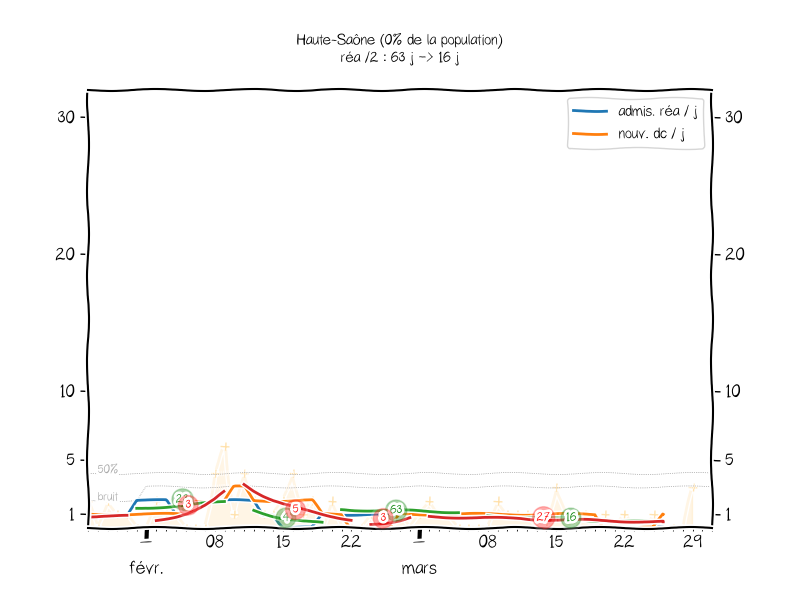 Haute-Saône (0% de la population)
réa /2 : 63 j -> 16 j
30 30
admis. réa / j
nouv. dc / j
20 20
10 10
5 5
50%
bruit
3 5 4 3 63 27 16
1 1
08 15 22 08 15 22 29
févr. mars